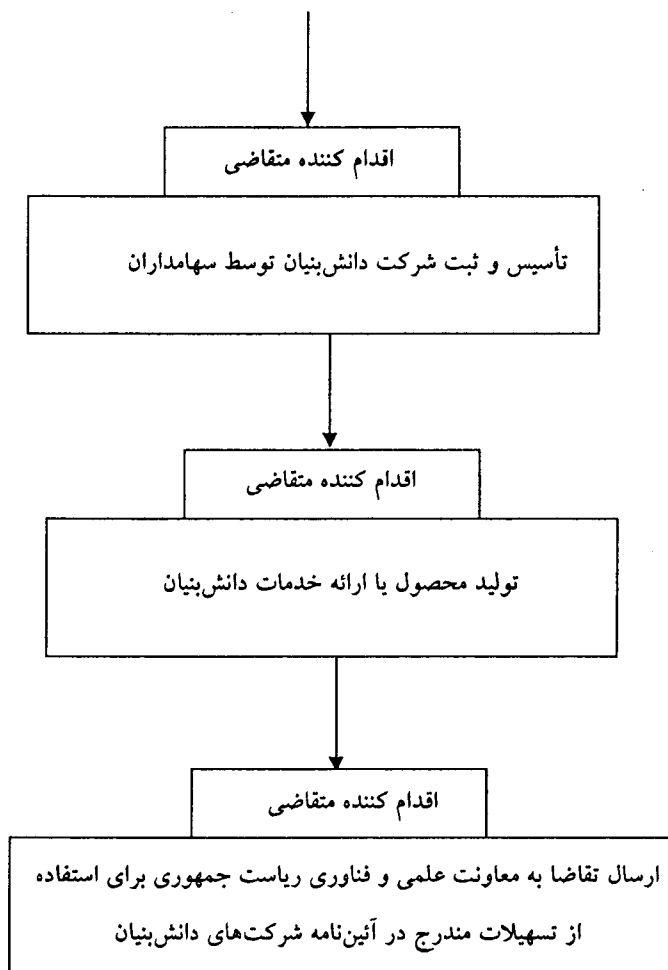 اقدام کننده متقاضی
تأسیس و ثبت شرکت دانش‌بنیان توسط سهامداران
اقدام کننده متقاضی
تولید محصول یا ارائه خدمات دانش‌بنیان
اقدام کننده متقاضی
ارسال تقاضا به معاونت علمی و فناوری ریاست جمهوری برای استفاده
از تسهیلات مندرج در آئین‌نامه شرکت‌های دانش‌بنیان